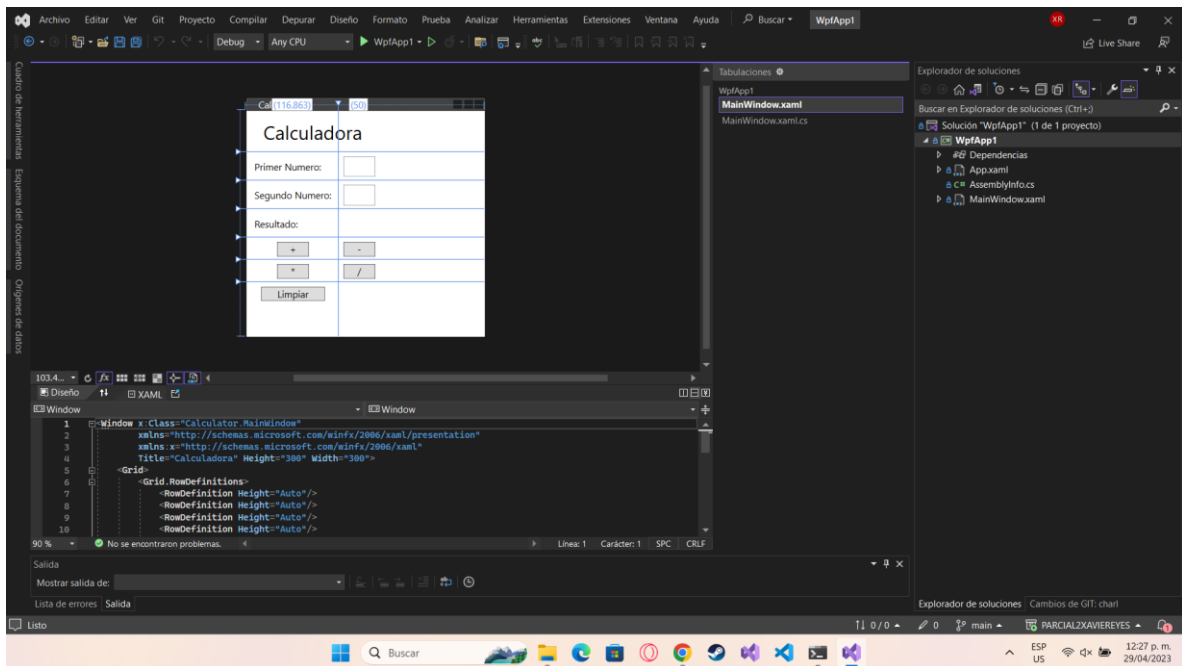 Archivo Editar Ver Git Proyecto Compilar Depurar Diseño Formato Prueba Analizar Herramientas Extensiones Ventana Ayuda Buscar WpfApp1 XR
Debug Any CPU WpfApp1 Live Share
Cuadro de herramientas
Esquema del documento
Orígenes de datos
Cal (116.863) (50)
Calculadora
Primer Numero:
Segundo Numero:
Resultado:
+ -
* /
Limpiar
Tabulaciones
WpfApp1
MainWindow.xaml
MainWindow.xaml.cs
Explorador de soluciones
Buscar en Explorador de soluciones (Ctrl+;)
Solución "WpfApp1" (1 de 1 proyecto)
WpfApp1
Dependencias
App.xaml
C# AssemblyInfo.cs
MainWindow.xaml
103.4...
Diseño XAML
Window Window
1 <Window x:Class="Calculator.MainWindow"
2 xmlns="http://schemas.microsoft.com/winfx/2006/xaml/presentation"
3 xmlns:x="http://schemas.microsoft.com/winfx/2006/xaml"
4 Title="Calculadora" Height="300" Width="300">
5 <Grid>
6 <Grid.RowDefinitions>
7 <RowDefinition Height="Auto"/>
8 <RowDefinition Height="Auto"/>
9 <RowDefinition Height="Auto"/>
10 <RowDefinition Height="Auto"/>
90 % No se encontraron problemas. Línea: 1 Carácter: 1 SPC CRLF
Salida
Mostrar salida de:
Lista de errores Salida
Explorador de soluciones Cambios de GIT: charl
Listo 0 / 0 0 main PARCIAL2XAVIEREYES 1
Buscar
ESP
US
12:27 p. m.
29/04/2023